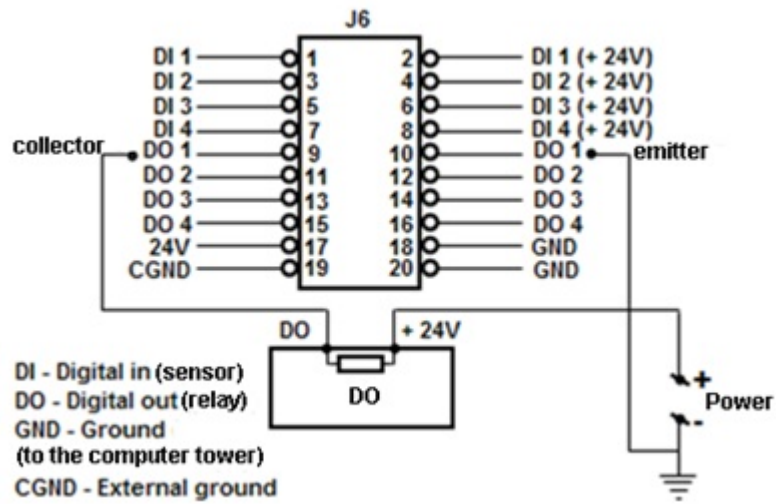 J6
DI 1 1 2 DI 1 (+ 24V)
DI 2 3 4 DI 2 (+ 24V)
DI 3 5 6 DI 3 (+ 24V)
DI 4 7 8 DI 4 (+ 24V)
collector DO 1 9 10 DO 1 emitter
DO 2 11 12 DO 2
DO 3 13 14 DO 3
DO 4 15 16 DO 4
24V 17 18 GND
CGND 19 20 GND
DO + 24V
DO
+
Power
-
DI - Digital in (sensor)
DO - Digital out (relay)
GND - Ground
(to the computer tower)
CGND - External ground